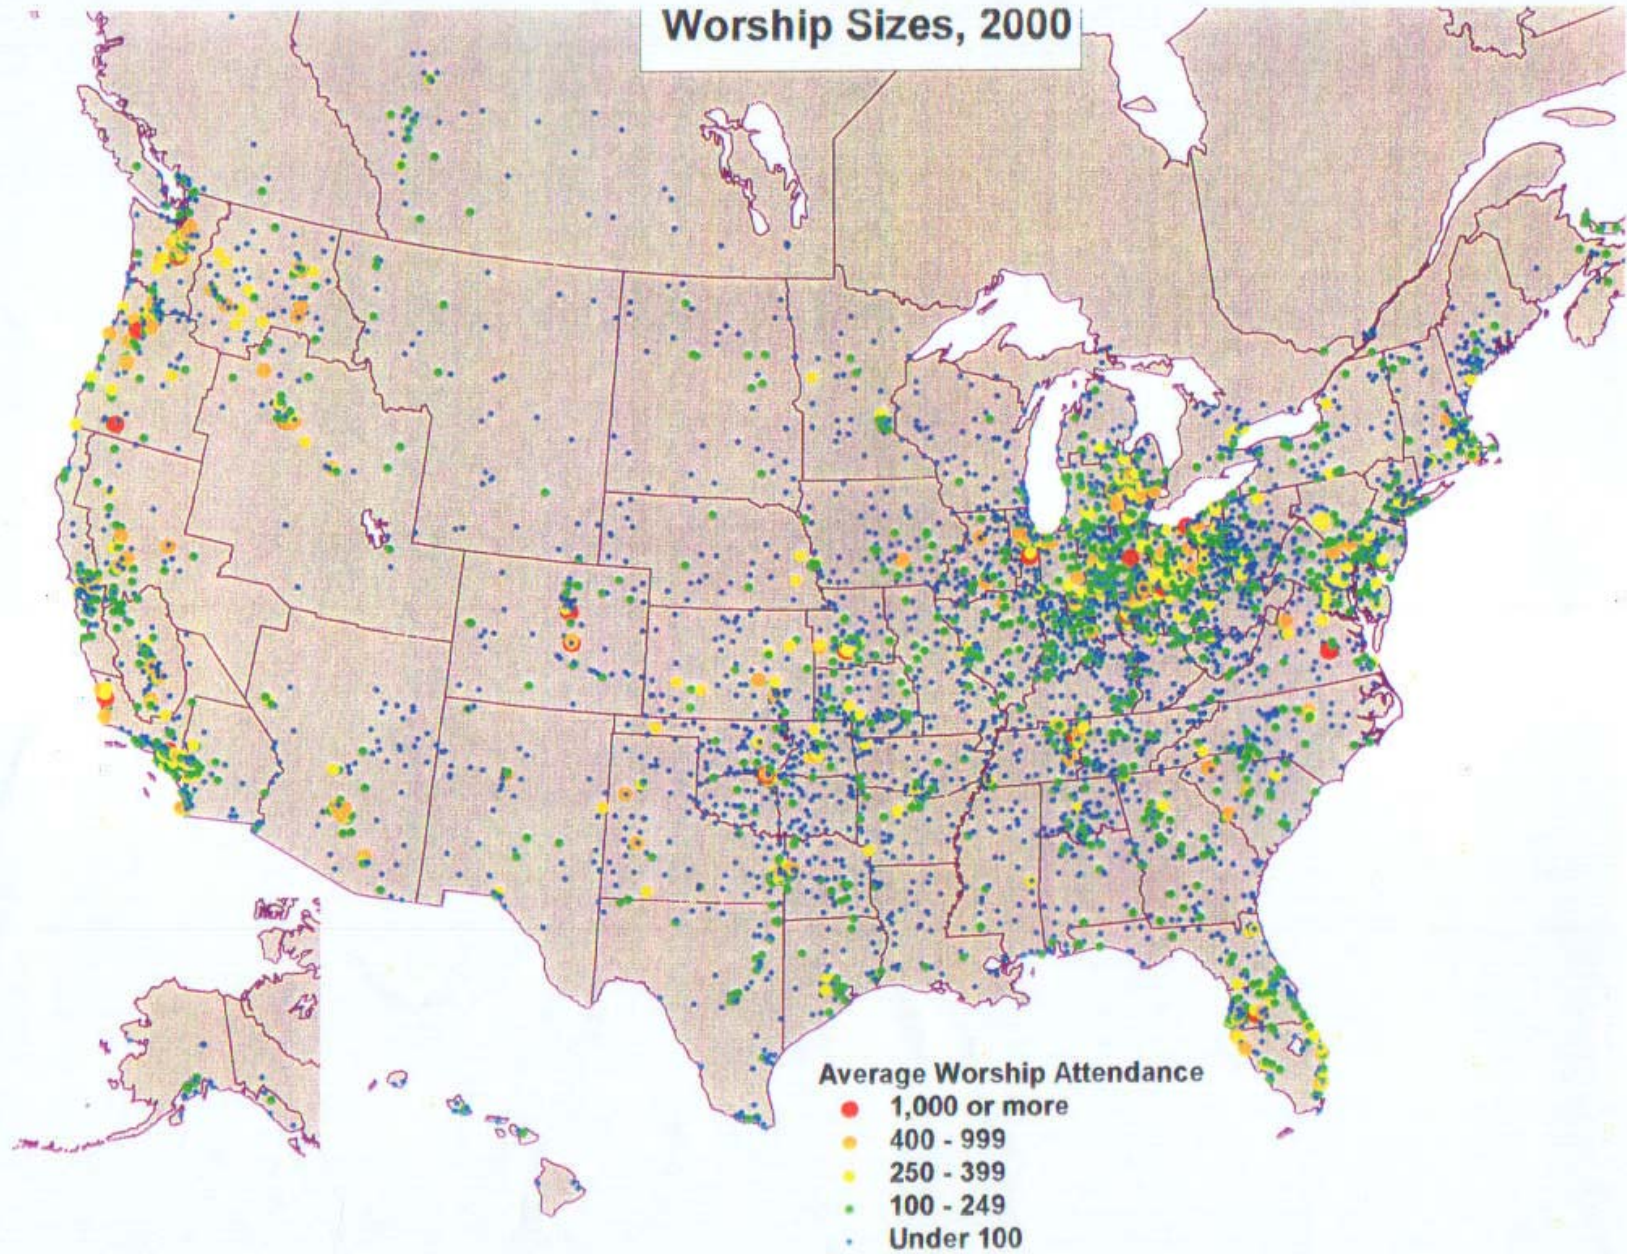 Worship Sizes, 2000
Average Worship Attendance
1,000 or more
400 - 999
250 - 399
100 - 249
Under 100